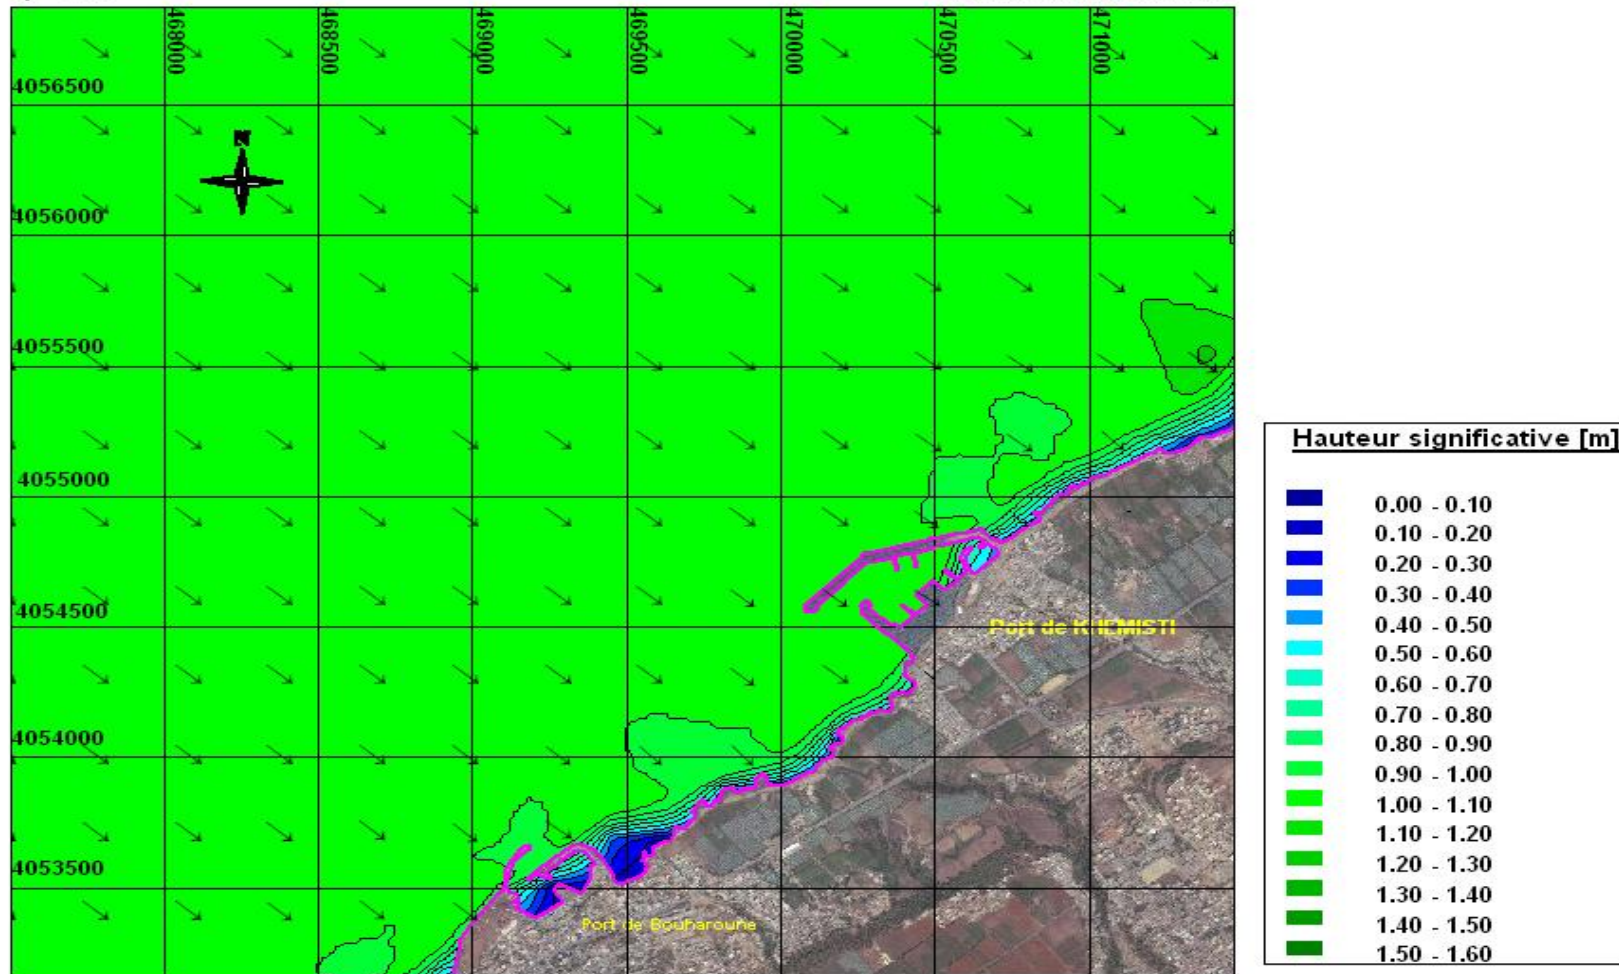 468000
468500
469000
469500
470000
470500
471000
4056500
N
4056000
4055500
4055000
4054500
Port de KHEMISTI
4054000
4053500
Port de Bouharoune
Hauteur significative [m]
0.00 - 0.10
0.10 - 0.20
0.20 - 0.30
0.30 - 0.40
0.40 - 0.50
0.50 - 0.60
0.60 - 0.70
0.70 - 0.80
0.80 - 0.90
0.90 - 1.00
1.00 - 1.10
1.10 - 1.20
1.20 - 1.30
1.30 - 1.40
1.40 - 1.50
1.50 - 1.60